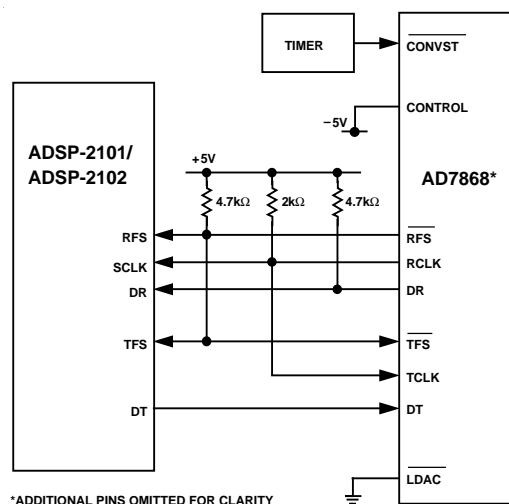 TIMER
CONVST
CONTROL
–5V
ADSP-2101/
ADSP-2102
AD7868*
+5V
4.7kΩ
2kΩ
4.7kΩ
RFS
RFS
SCLK
RCLK
DR
DR
TFS
TFS
TCLK
DT
DT
LDAC
*ADDITIONAL PINS OMITTED FOR CLARITY